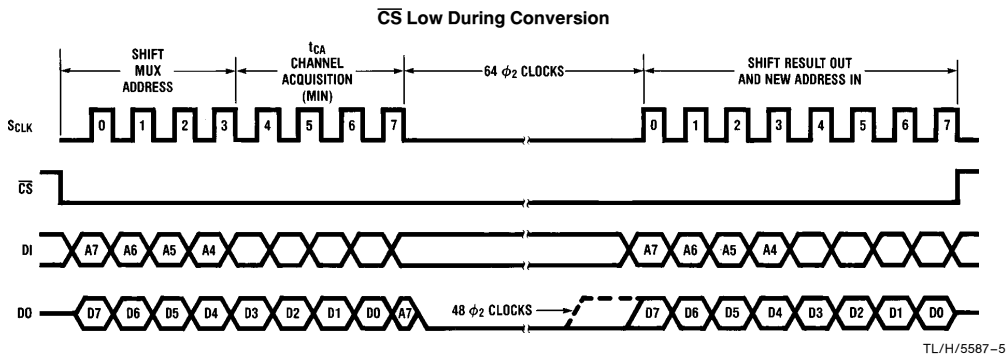 CS Low During Conversion
SHIFT
MUX
ADDRESS
tCA
CHANNEL
ACQUISITION
(MIN)
64 ϕ2 CLOCKS
SHIFT RESULT OUT
AND NEW ADDRESS IN
SCLK 0 1 2 3 4 5 6 7 0 1 2 3 4 5 6 7
CS
DI A7 A6 A5 A4 A7 A6 A5 A4
DO D7 D6 D5 D4 D3 D2 D1 D0 A7 48 ϕ2 CLOCKS D7 D6 D5 D4 D3 D2 D1 D0
TL/H/5587–5